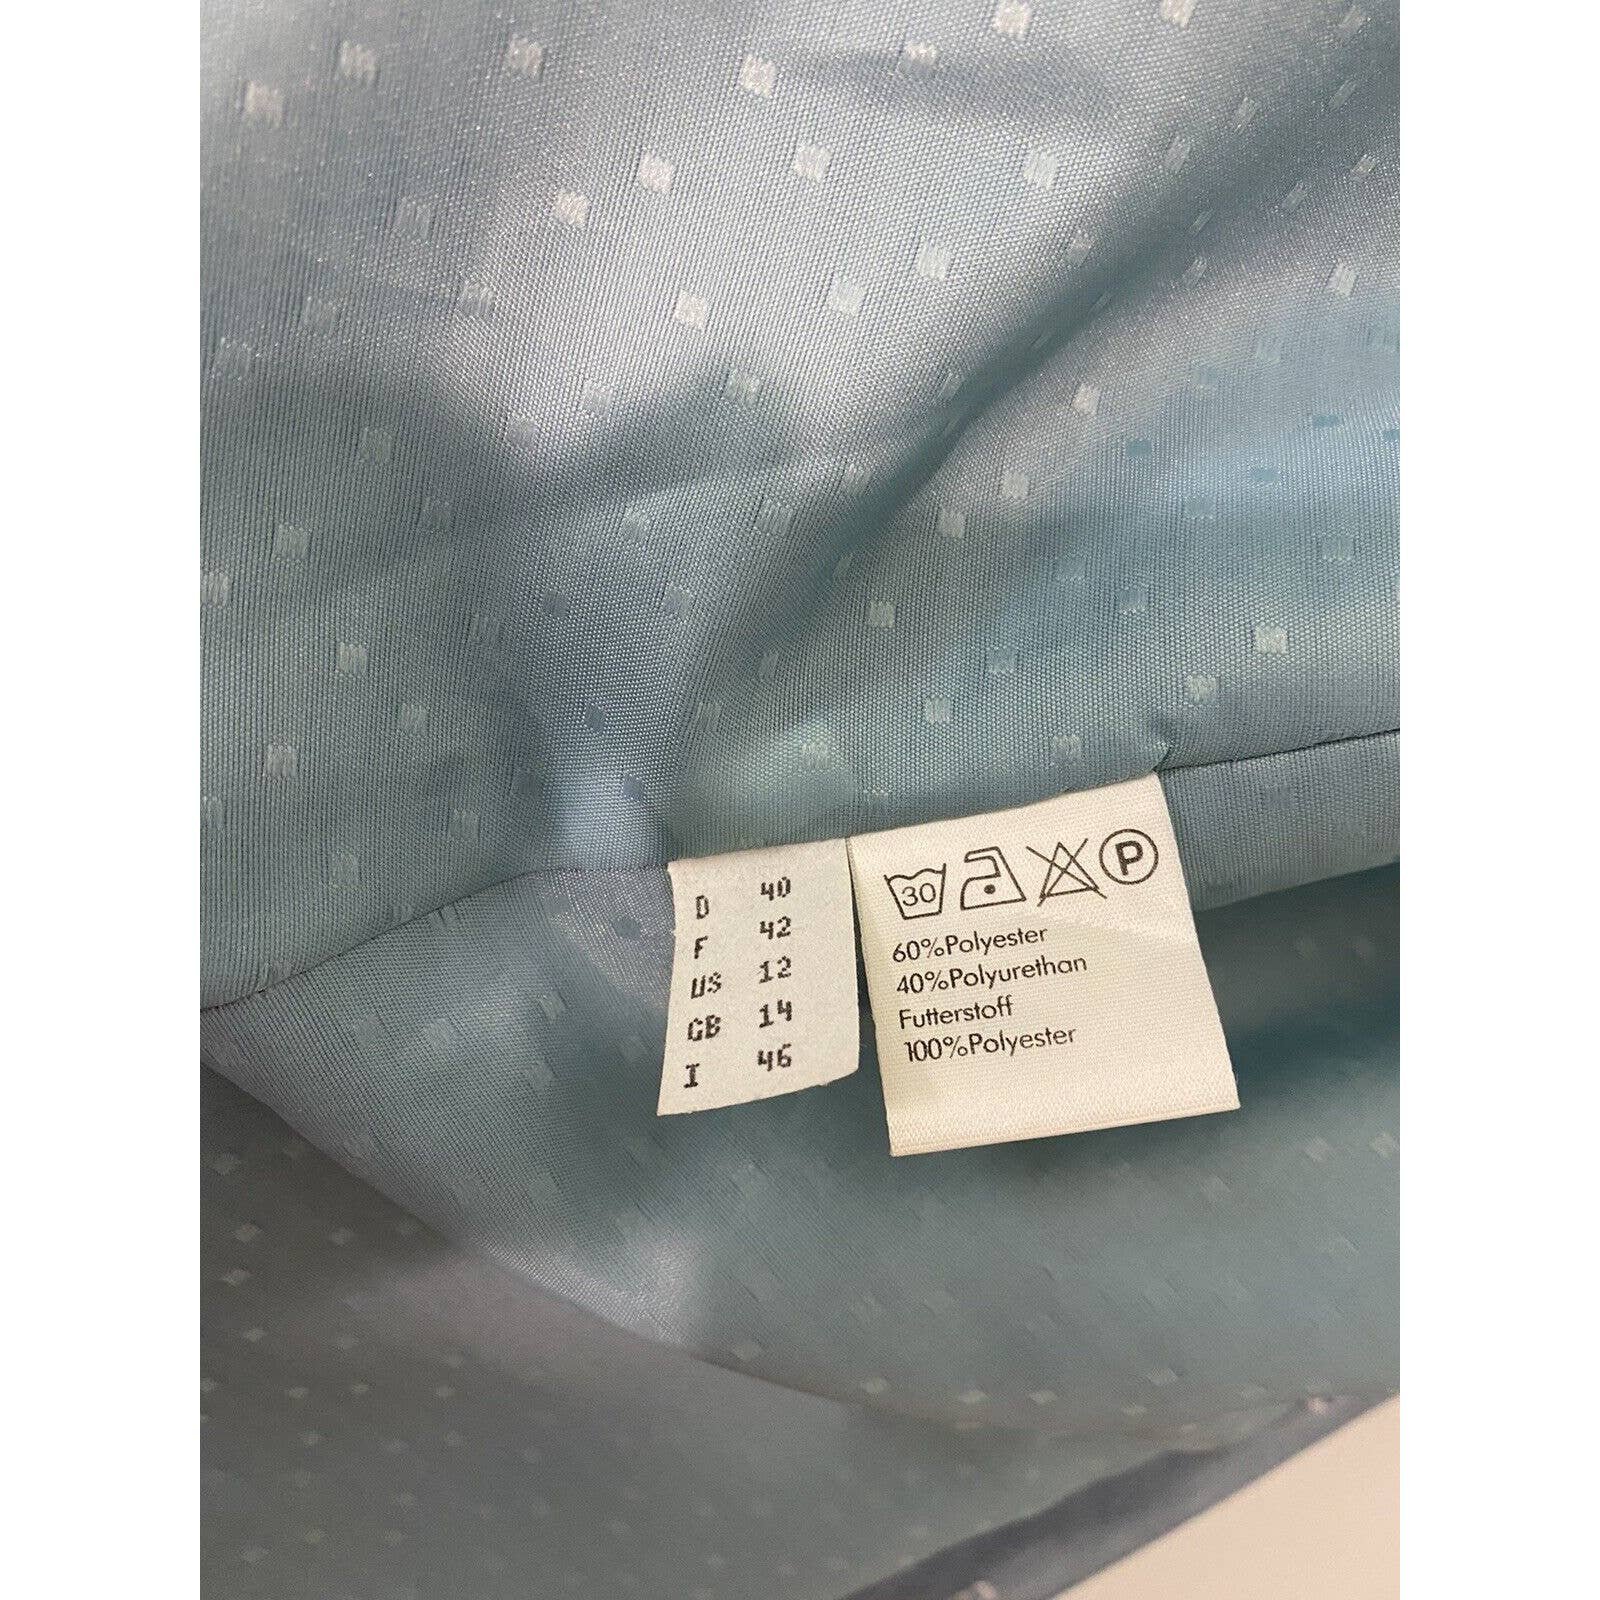 D 40
F 42
US 12
GB 14
I 46
30 P
60%Polyester
40%Polyurethan
Futterstoff
100%Polyester